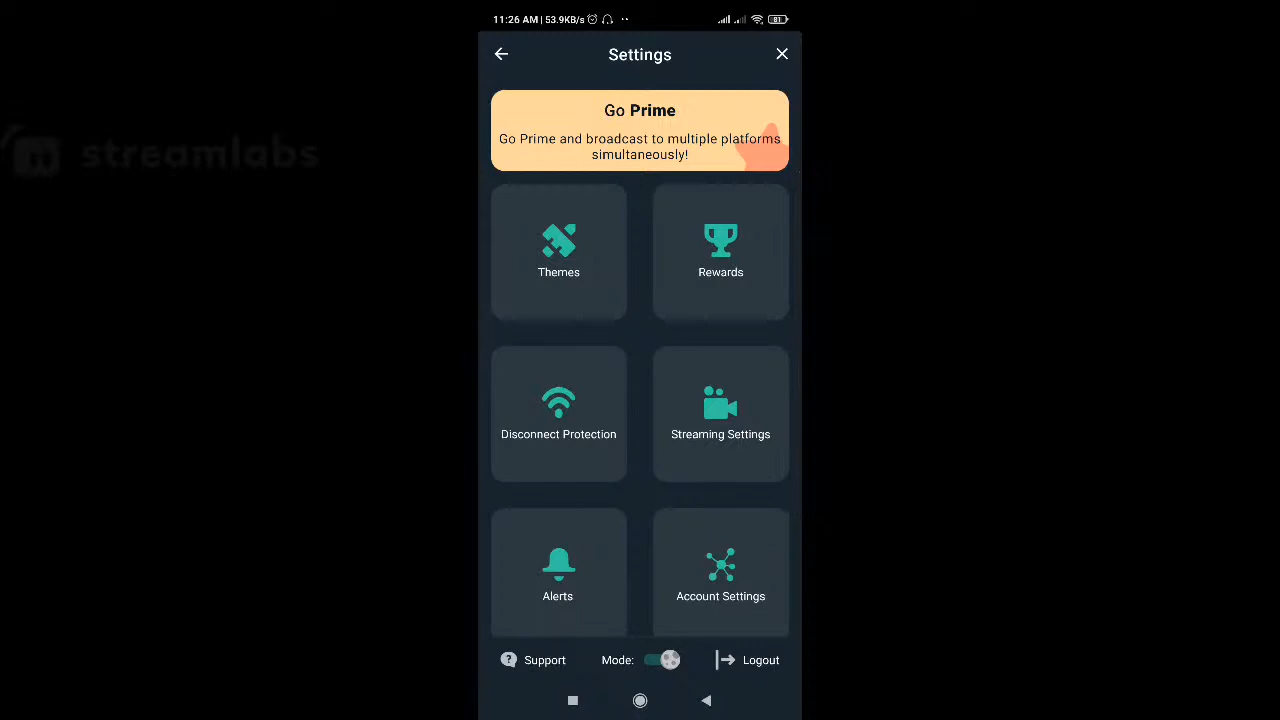 11:26 AM | 53.9KB/s
81
Settings
streamlabs
Go Prime
Go Prime and broadcast to multiple platforms
simultaneously!
Themes
Rewards
Disconnect Protection
Streaming Settings
Alerts
Account Settings
Support
Mode:
Logout